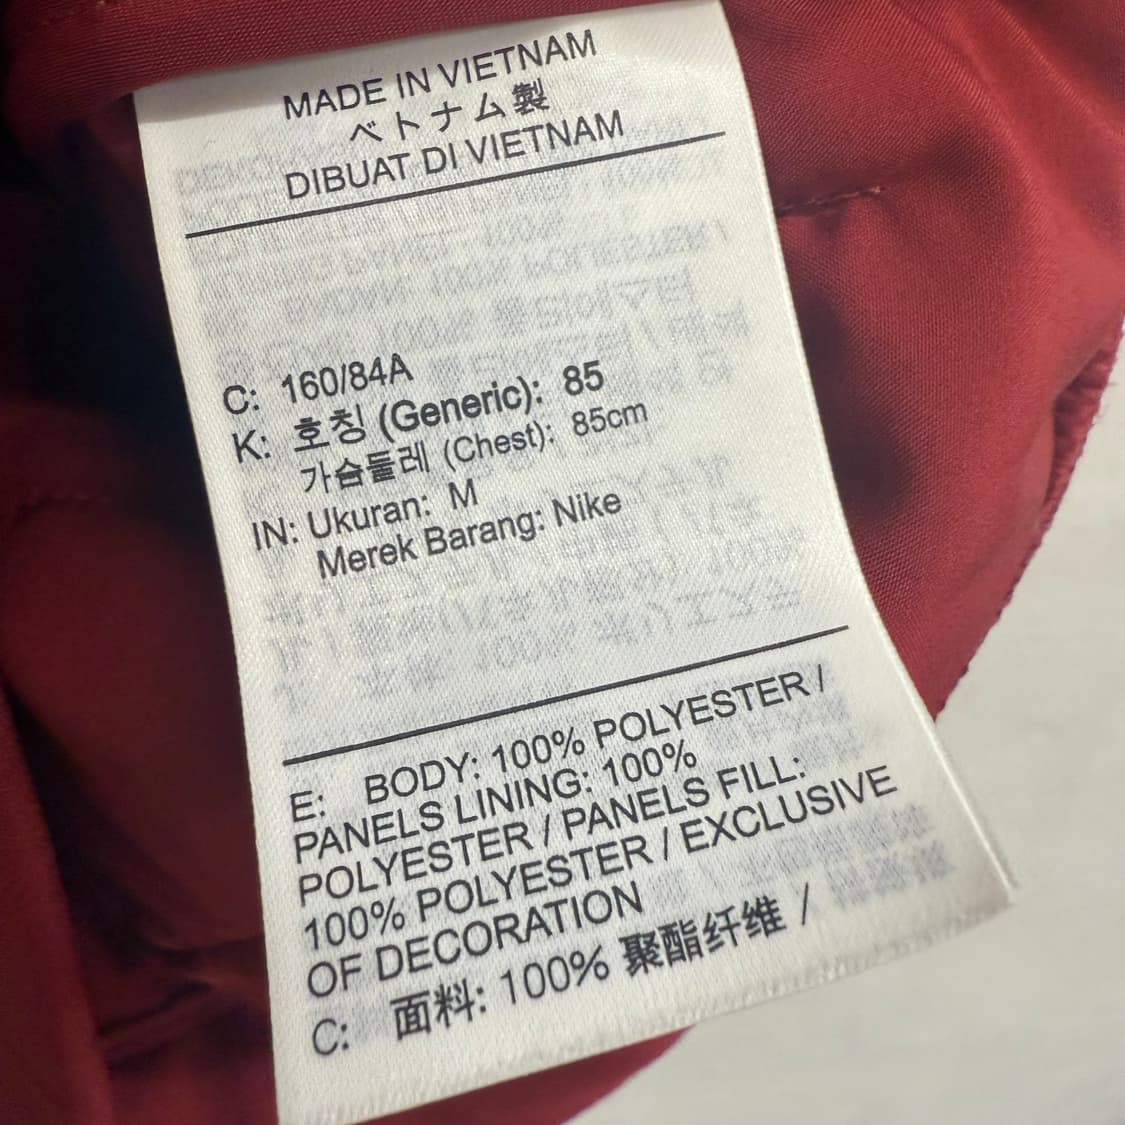 MADE IN VIETNAM
ベトナム製
DIBUAT DI VIETNAM
C: 160/84A
K: 호칭 (Generic): 85
가슴둘레 (Chest): 85cm
IN: Ukuran: M
Merek Barang: Nike
E: BODY: 100% POLYESTER /
PANELS LINING: 100%
POLYESTER / PANELS FILL:
100% POLYESTER / EXCLUSIVE
OF DECORATION
C: 面料: 100% 聚酯纤维 /